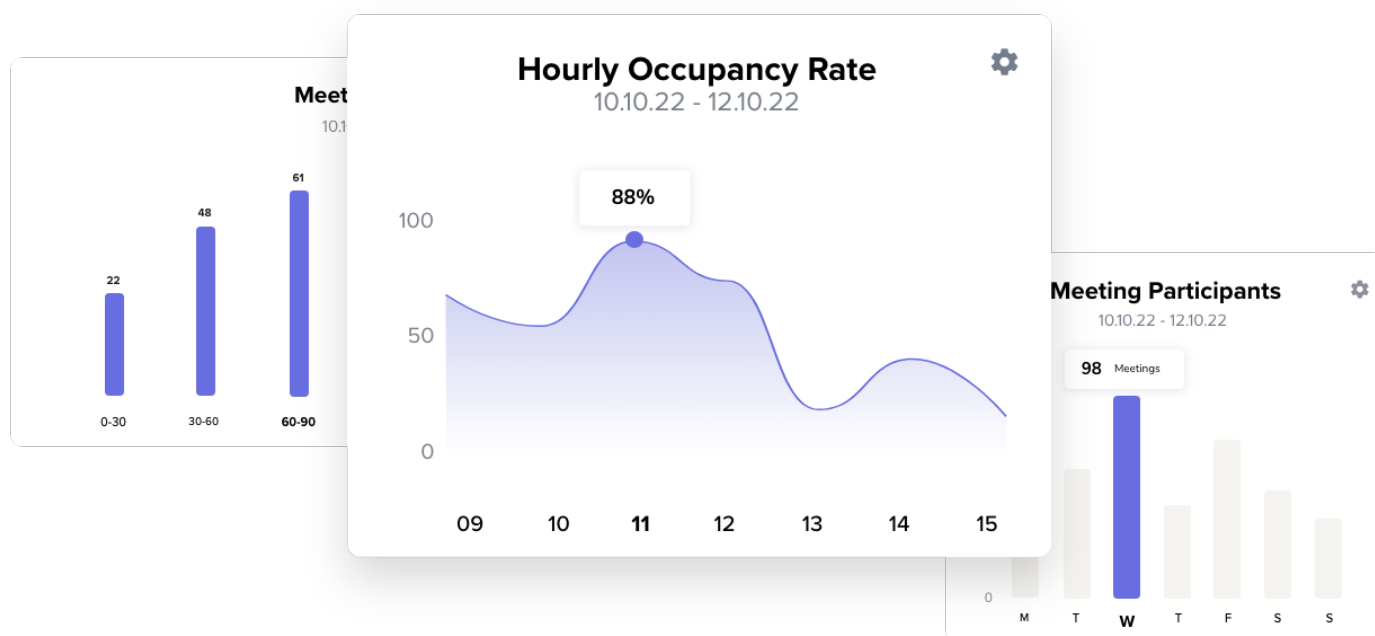 Meet
10.1
61
48
22
0-30
30-60
60-90
Hourly Occupancy Rate
10.10.22 - 12.10.22
88%
100
50
0
09
10
11
12
13
14
15
Meeting Participants
10.10.22 - 12.10.22
98 Meetings
0
M
T
W
T
F
S
S